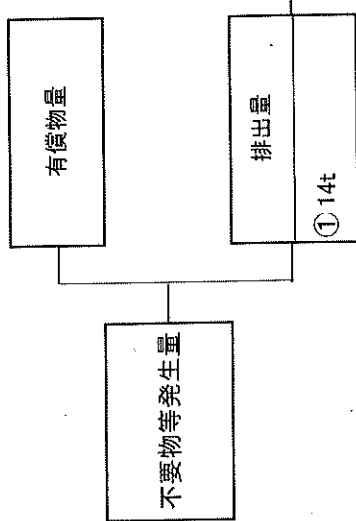 有償物量
不要物等発生量
排出量
① 14t